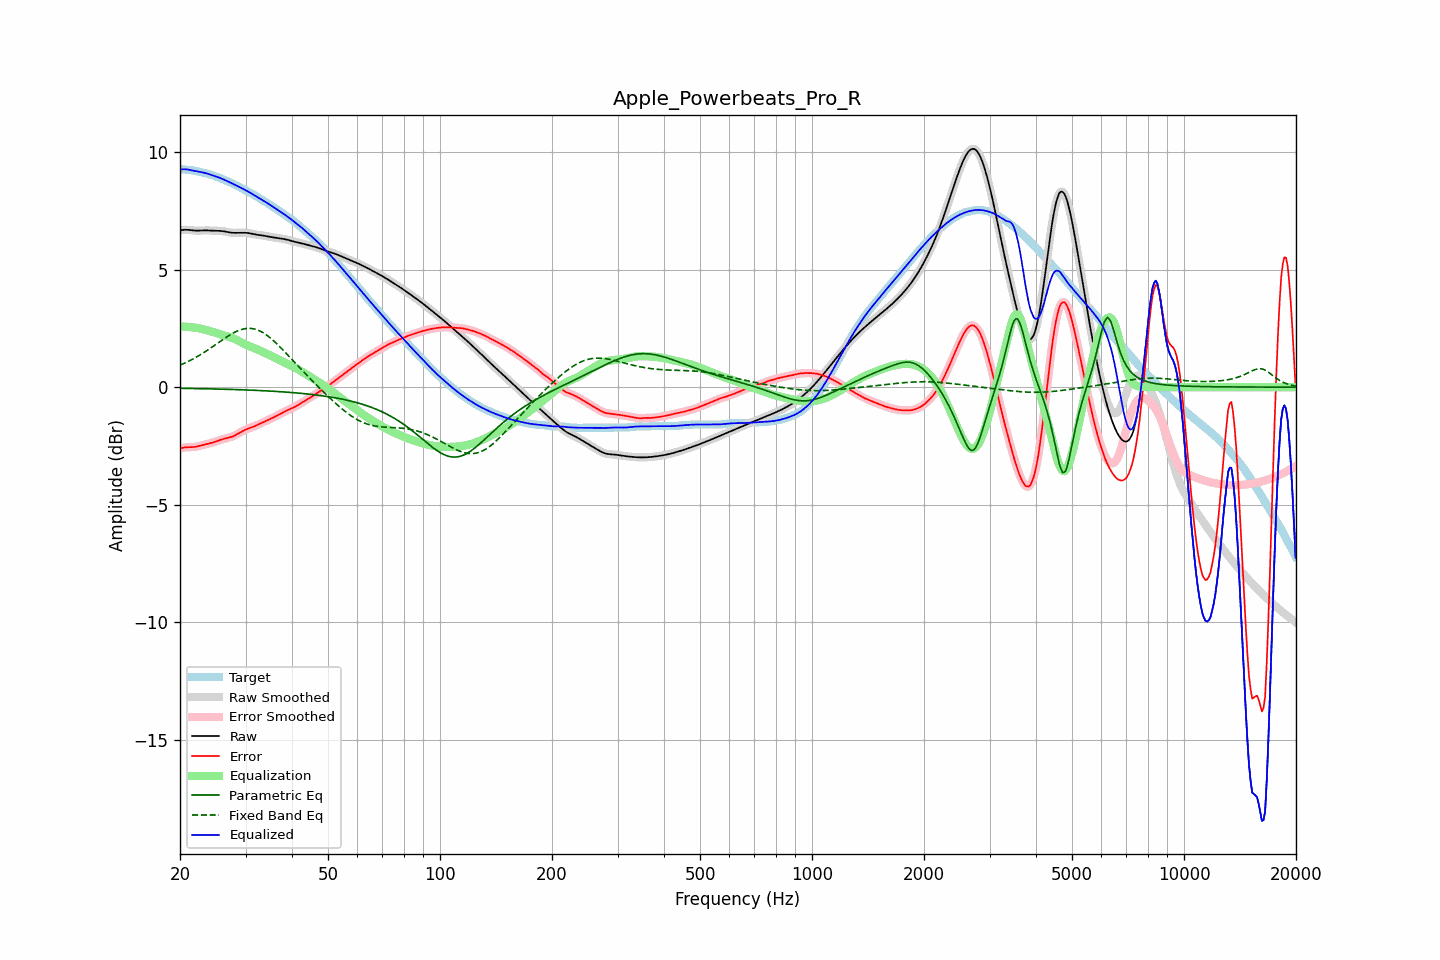 Apple_Powerbeats_Pro_R
10
5
0
−5
−10
−15
Amplitude (dBr)
Target
Raw Smoothed
Error Smoothed
Raw
Error
Equalization
Parametric Eq
Fixed Band Eq
Equalized
20 50 100 200 500 1000 2000 5000 10000 20000
Frequency (Hz)